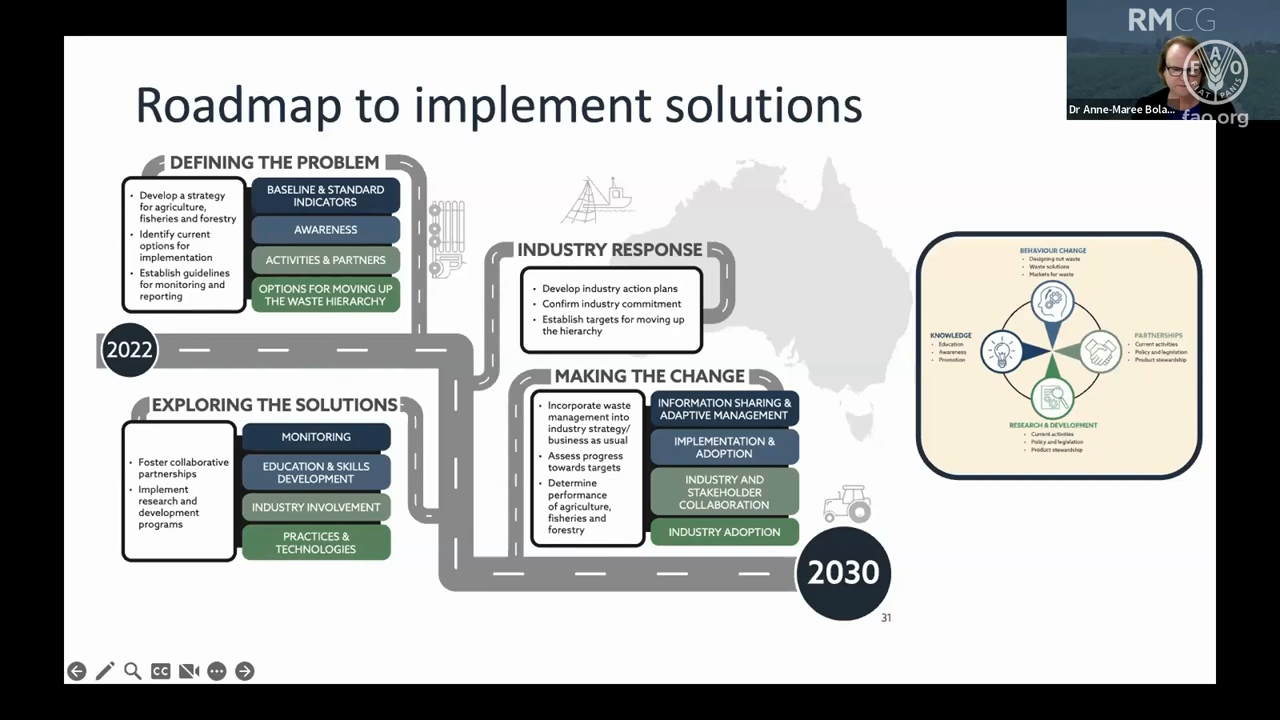 RMCG
FAO
FIAT PANIS
Dr Anne-Maree Bola...
fao.org
Roadmap to implement solutions
DEFINING THE PROBLEM
• Develop a strategy
for agriculture,
fisheries and forestry
• Identify current
options for
implementation
• Establish guidelines
for monitoring and
reporting
BASELINE & STANDARD
INDICATORS
AWARENESS
ACTIVITIES & PARTNERS
OPTIONS FOR MOVING UP
THE WASTE HIERARCHY
2022
INDUSTRY RESPONSE
• Develop industry action plans
• Confirm industry commitment
• Establish targets for moving up
the hierarchy
EXPLORING THE SOLUTIONS
• Foster collaborative
partnerships
• Implement
research and
development
programs
MONITORING
EDUCATION & SKILLS
DEVELOPMENT
INDUSTRY INVOLVEMENT
PRACTICES &
TECHNOLOGIES
MAKING THE CHANGE
• Incorporate waste
management into
industry strategy/
business as usual
• Assess progress
towards targets
• Determine
performance
of agriculture,
fisheries and
forestry
INFORMATION SHARING &
ADAPTIVE MANAGEMENT
IMPLEMENTATION &
ADOPTION
INDUSTRY AND
STAKEHOLDER
COLLABORATION
INDUSTRY ADOPTION
2030
BEHAVIOUR CHANGE
• Designing out waste
• Waste solutions
• Markets for waste
KNOWLEDGE
• Education
• Awareness
• Promotion
PARTNERSHIPS
• Current activities
• Policy and legislation
• Product stewardship
RESEARCH & DEVELOPMENT
• Current activities
• Policy and legislation
• Product stewardship
31
CC